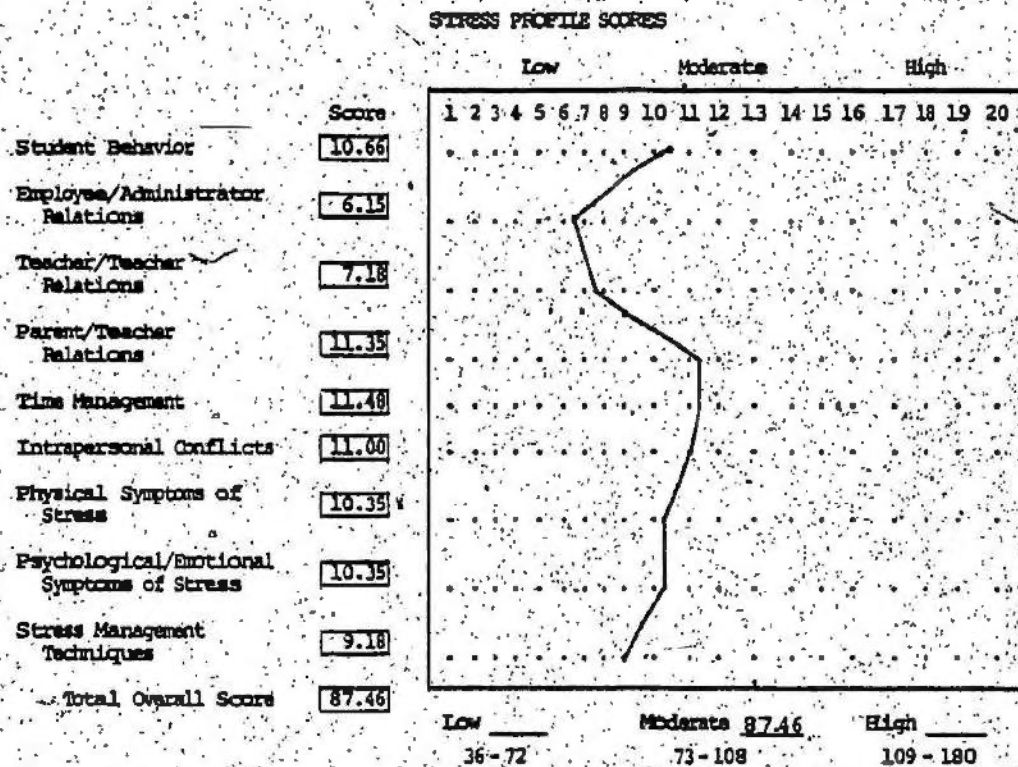 STRESS PROFILE SCORES
Low Moderate High
Score 1 2 3 4 5 6 7 8 9 10 11 12 13 14 15 16 17 18 19 20
Student Behavior 10.66
Employee/Administrator
Relations 6.15
Teacher/Teacher
Relations 7.18
Parent/Teacher
Relations 11.35
Time Management 11.48
Intrapersonal Conflicts 11.00
Physical Symptoms of
Stress 10.35
Psychological/Emotional
Symptoms of Stress 10.35
Stress Management
Techniques 9.18
Total Overall Score 87.46
Low Moderate 87.46 High
36-72 73-108 109-180